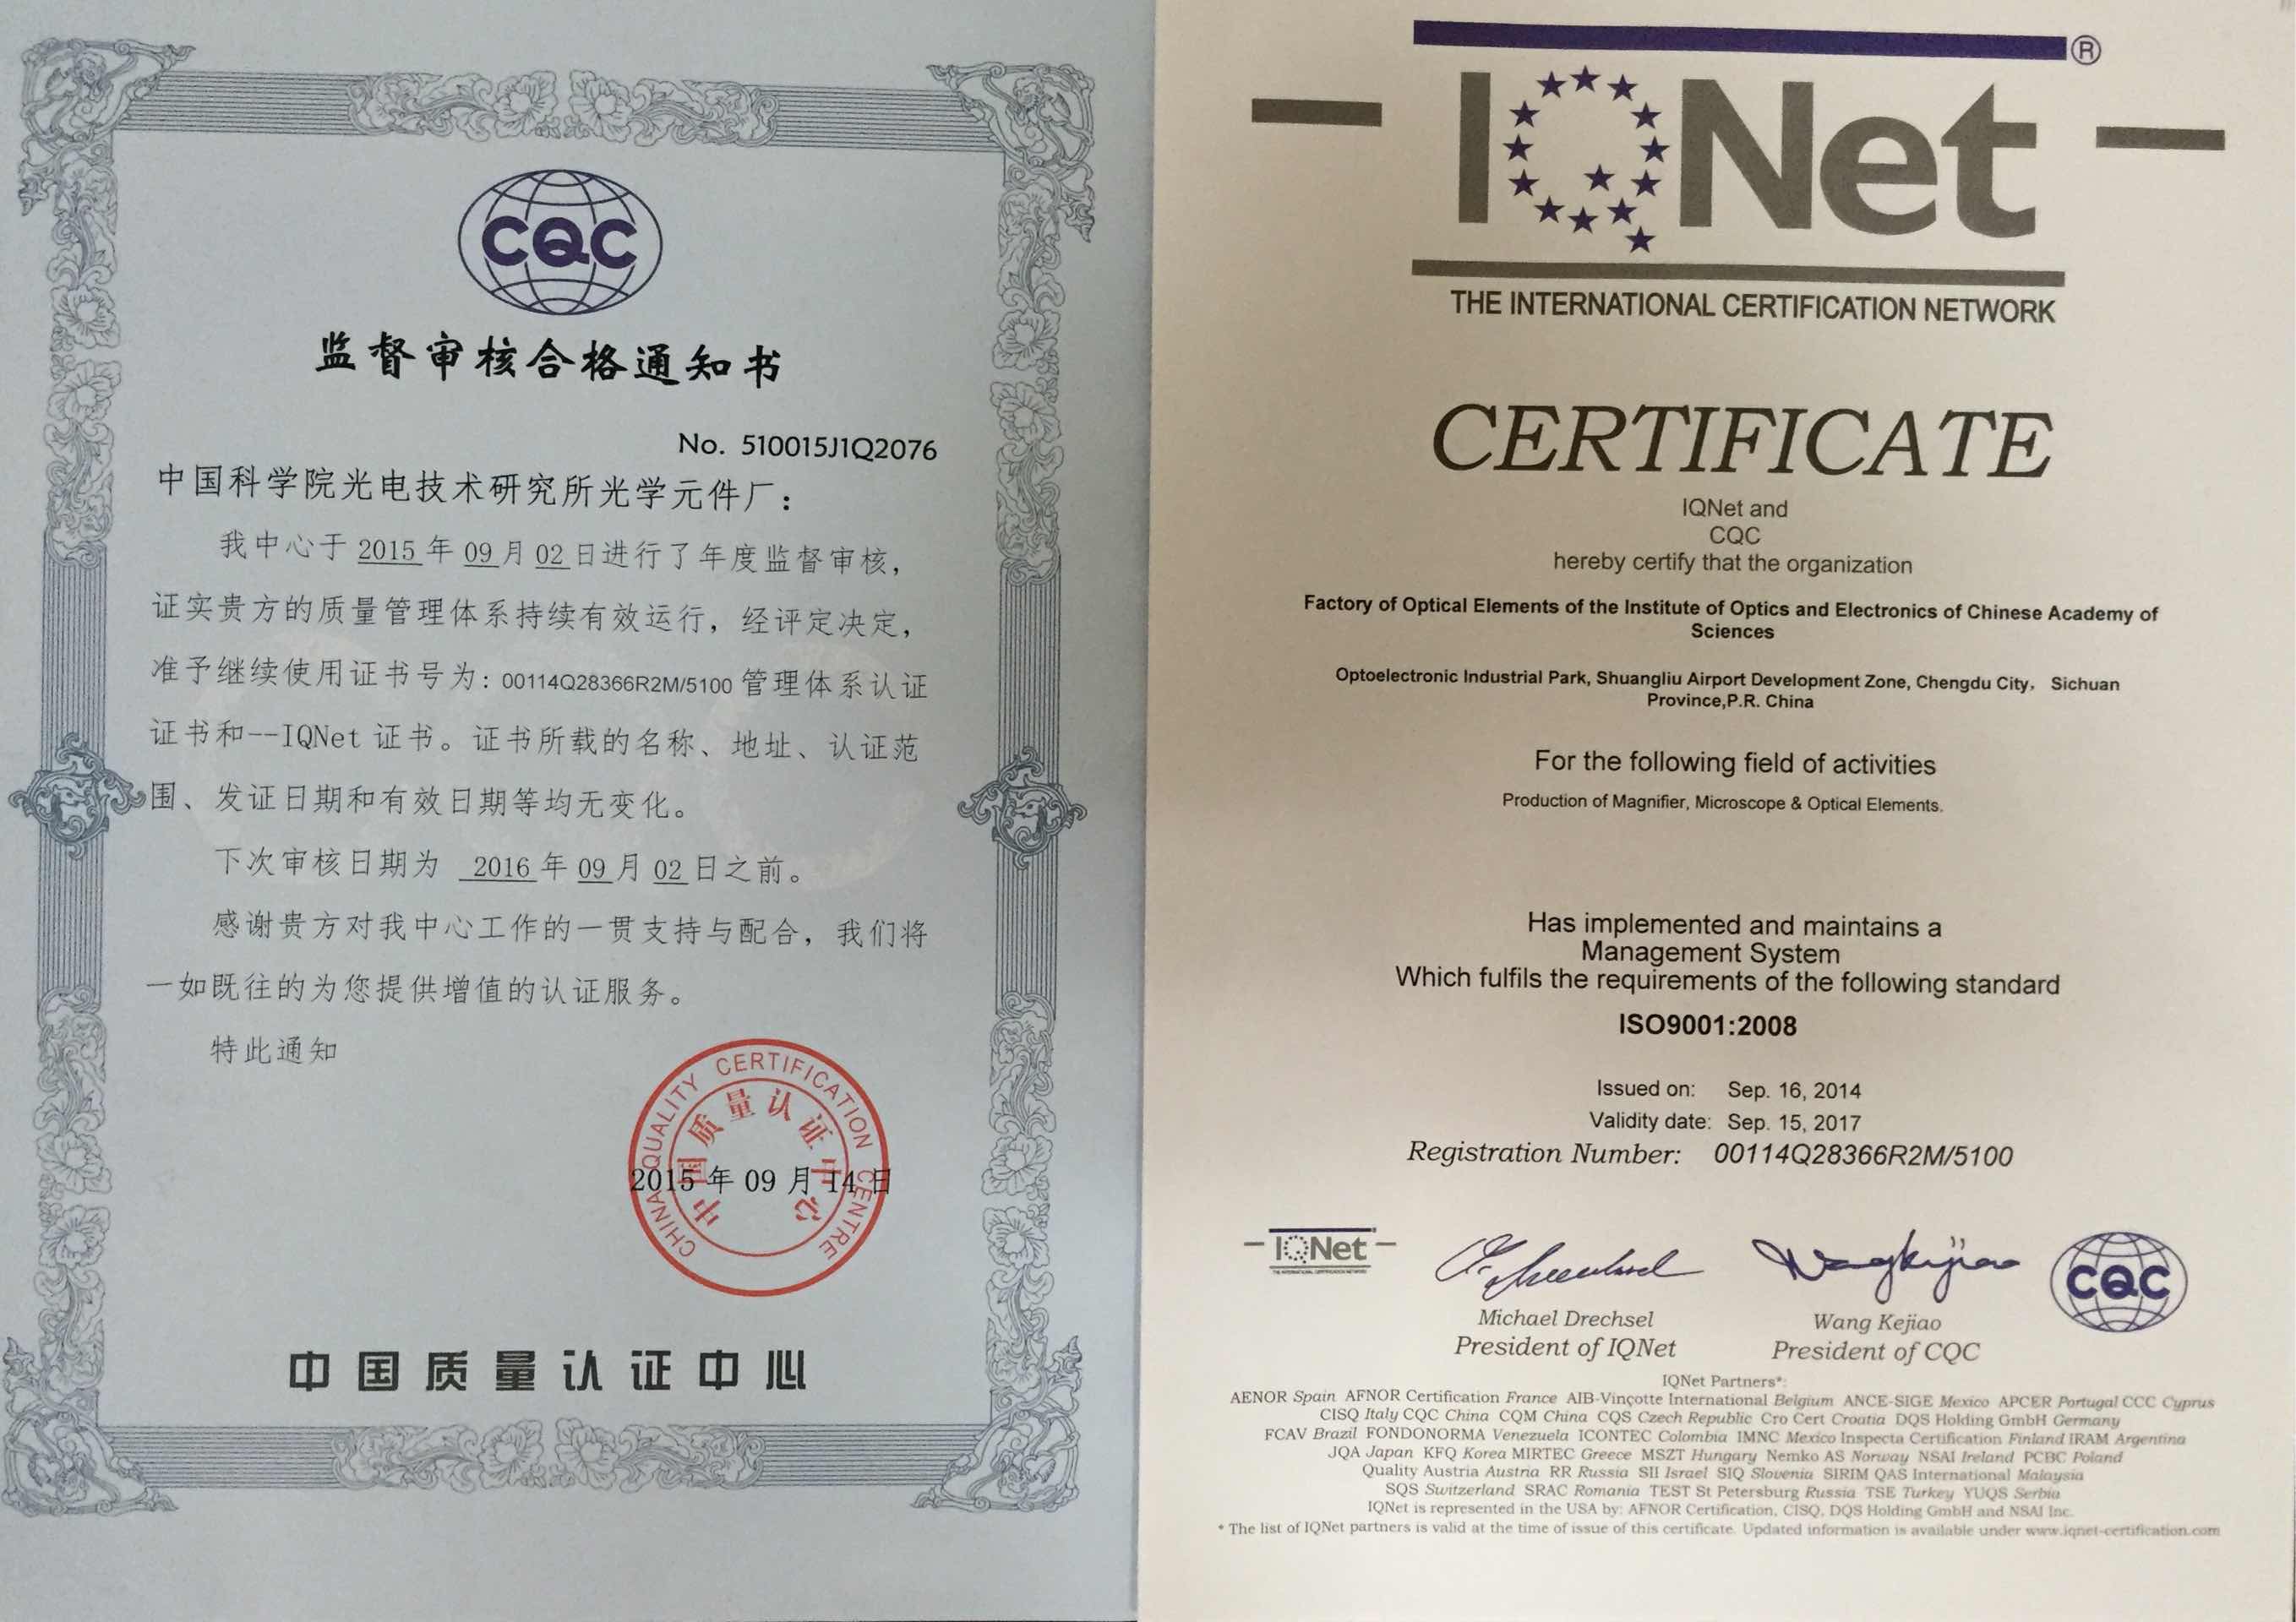 CQC
监督审核合格通知书
No. 510015J1Q2076
中国科学院光电技术研究所光学元件厂：
我中心于 2015 年 09 月 02 日进行了年度监督审核，
证实贵方的质量管理体系持续有效运行，经评定决定，
准予继续使用证书号为：00114Q28366R2M/5100 管理体系认证
证书和--IQNet 证书。证书所载的名称、地址、认证范
围、发证日期和有效日期等均无变化。
下次审核日期为 2016 年 09 月 02 日之前。
感谢贵方对我中心工作的一贯支持与配合，我们将
一如既往的为您提供增值的认证服务。
特此通知
CHINA QUALITY CERTIFICATION CENTRE
中国质量认证中心
2015 年 09 月 14 日
中国质量认证中心
IQNet ®
THE INTERNATIONAL CERTIFICATION NETWORK
CERTIFICATE
IQNet and
CQC
hereby certify that the organization
Factory of Optical Elements of the Institute of Optics and Electronics of Chinese Academy of
Sciences
Optoelectronic Industrial Park, Shuangliu Airport Development Zone, Chengdu City， Sichuan
Province,P.R. China
For the following field of activities
Production of Magnifier, Microscope & Optical Elements.
Has implemented and maintains a
Management System
Which fulfils the requirements of the following standard
ISO9001:2008
Issued on: Sep. 16, 2014
Validity date: Sep. 15, 2017
Registration Number: 00114Q28366R2M/5100
IQNet
THE INTERNATIONAL CERTIFICATION NETWORK
Michael Drechsel
President of IQNet
Wang Kejiao
President of CQC
CQC
IQNet Partners*:
AENOR Spain AFNOR Certification France AIB-Vinçotte International Belgium ANCE-SIGE Mexico APCER Portugal CCC Cyprus
CISQ Italy CQC China CQM China CQS Czech Republic Cro Cert Croatia DQS Holding GmbH Germany
FCAV Brazil FONDONORMA Venezuela ICONTEC Colombia IMNC Mexico Inspecta Certification Finland IRAM Argentina
JQA Japan KFQ Korea MIRTEC Greece MSZT Hungary Nemko AS Norway NSAI Ireland PCBC Poland
Quality Austria Austria RR Russia SII Israel SIQ Slovenia SIRIM QAS International Malaysia
SQS Switzerland SRAC Romania TEST St Petersburg Russia TSE Turkey YUQS Serbia
IQNet is represented in the USA by: AFNOR Certification, CISQ, DQS Holding GmbH and NSAI Inc.
* The list of IQNet partners is valid at the time of issue of this certificate. Updated information is available under www.iqnet-certification.com